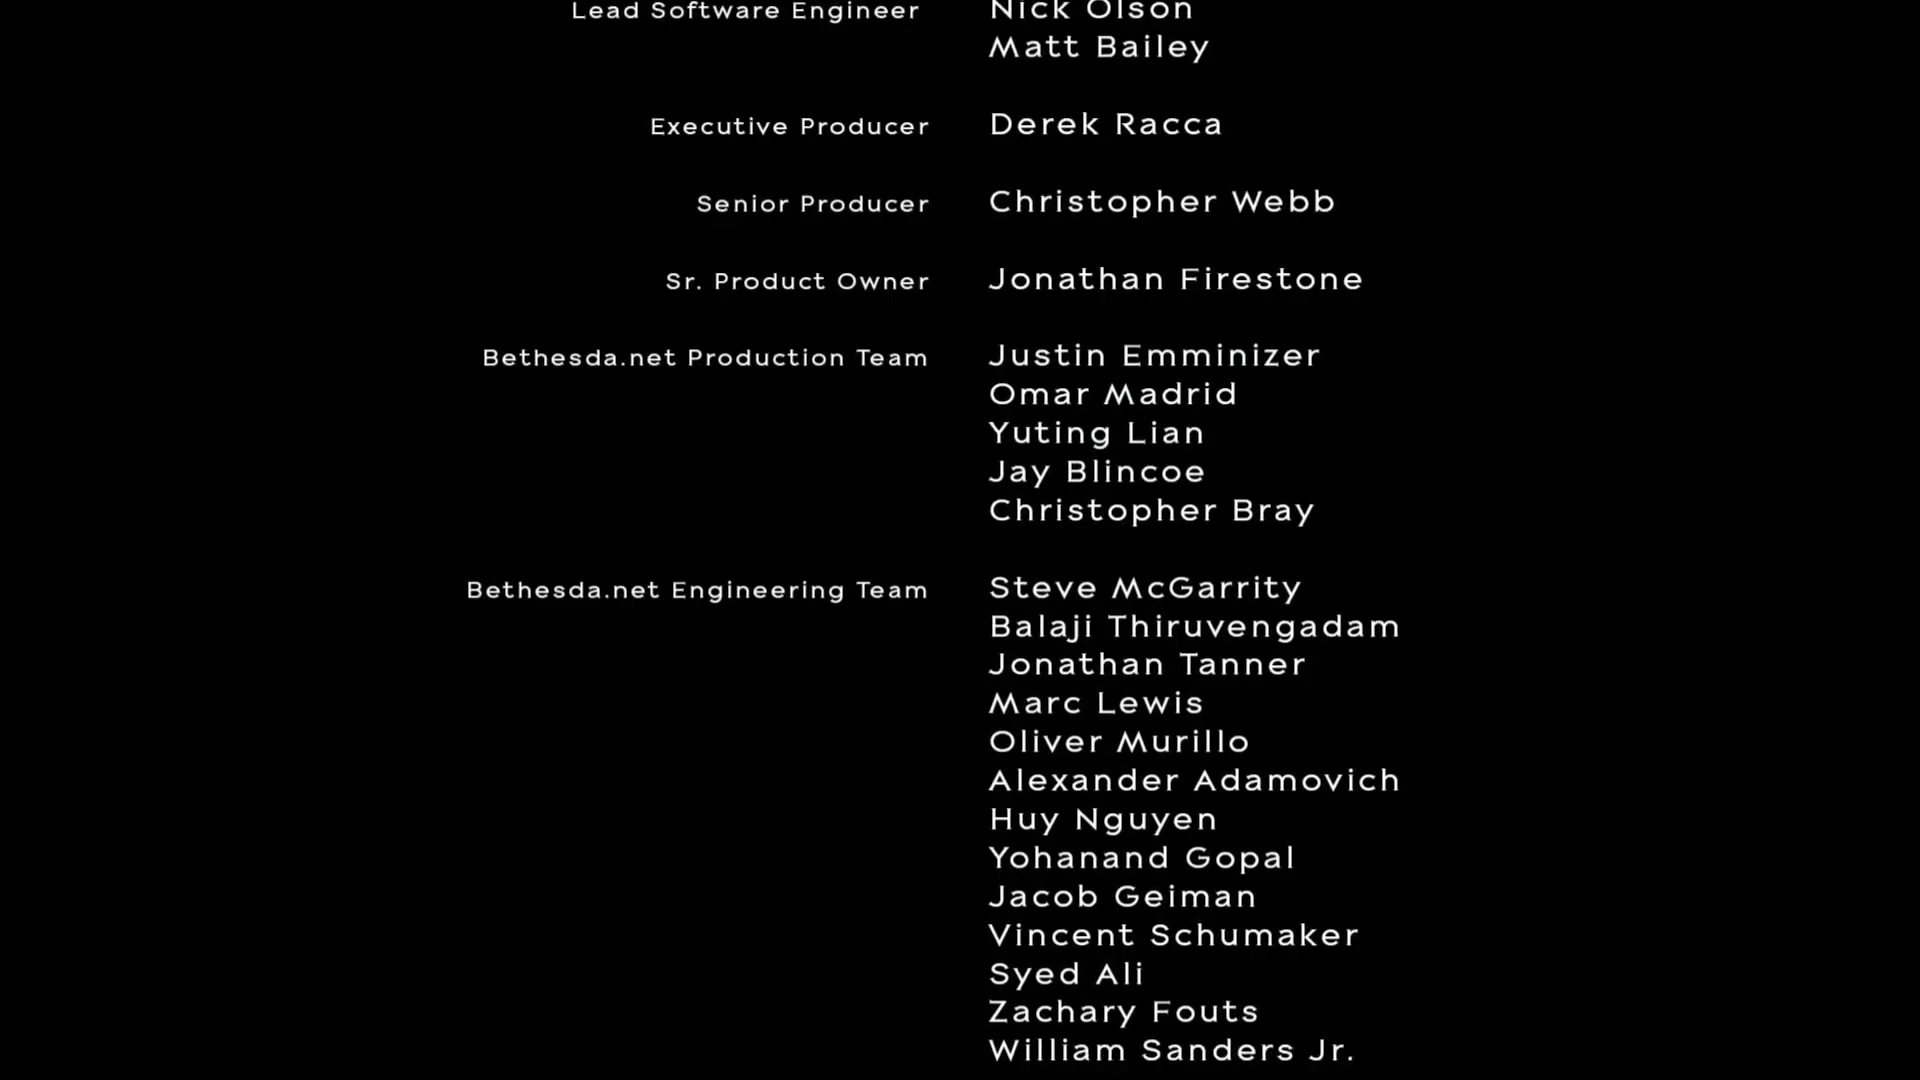 Lead Software Engineer Nick Olson
Matt Bailey
Executive Producer Derek Racca
Senior Producer Christopher Webb
Sr. Product Owner Jonathan Firestone
Bethesda.net Production Team Justin Emminizer
Omar Madrid
Yuting Lian
Jay Blincoe
Christopher Bray
Bethesda.net Engineering Team Steve McGarrity
Balaji Thiruvengadam
Jonathan Tanner
Marc Lewis
Oliver Murillo
Alexander Adamovich
Huy Nguyen
Yohanand Gopal
Jacob Geiman
Vincent Schumaker
Syed Ali
Zachary Fouts
William Sanders Jr.